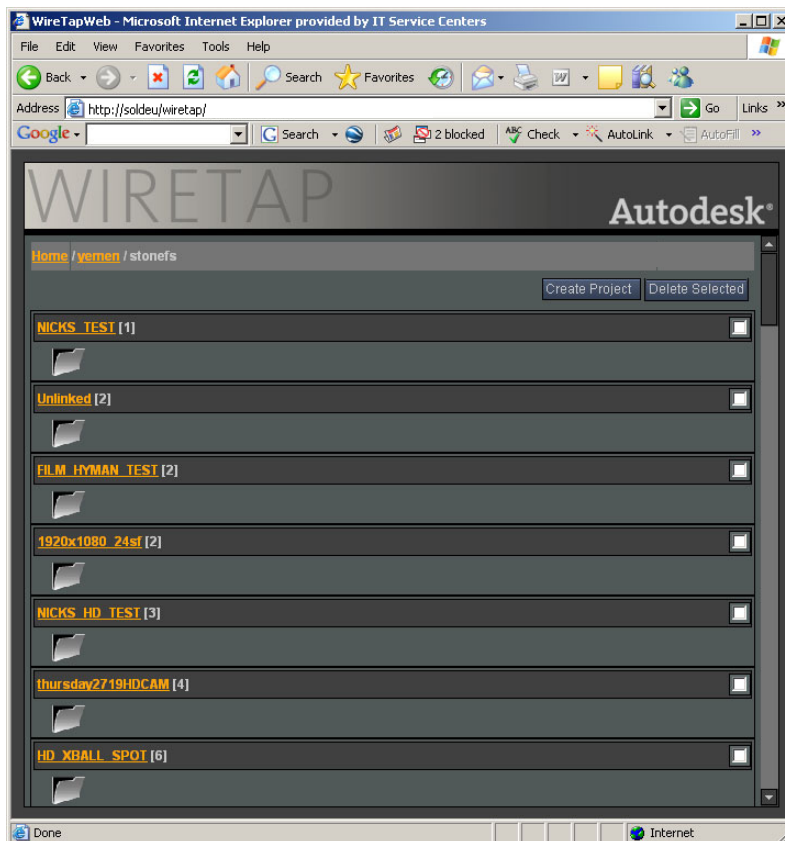 WireTapWeb - Microsoft Internet Explorer provided by IT Service Centers
File Edit View Favorites Tools Help
Back Search Favorites W
Address http://soldeu/wiretap/ Go Links »
Google G Search 2 blocked ABC Check AutoLink AutoFill »
WIRETAP
Autodesk®
Home / yemen / stonefs
Create Project Delete Selected
NICKS_TEST [1]
Unlinked [2]
FILM_HYMAN_TEST [2]
1920x1080_24sf [2]
NICKS_HD_TEST [3]
thursday2719HDCAM [4]
HD_XBALL_SPOT [6]
Done Internet